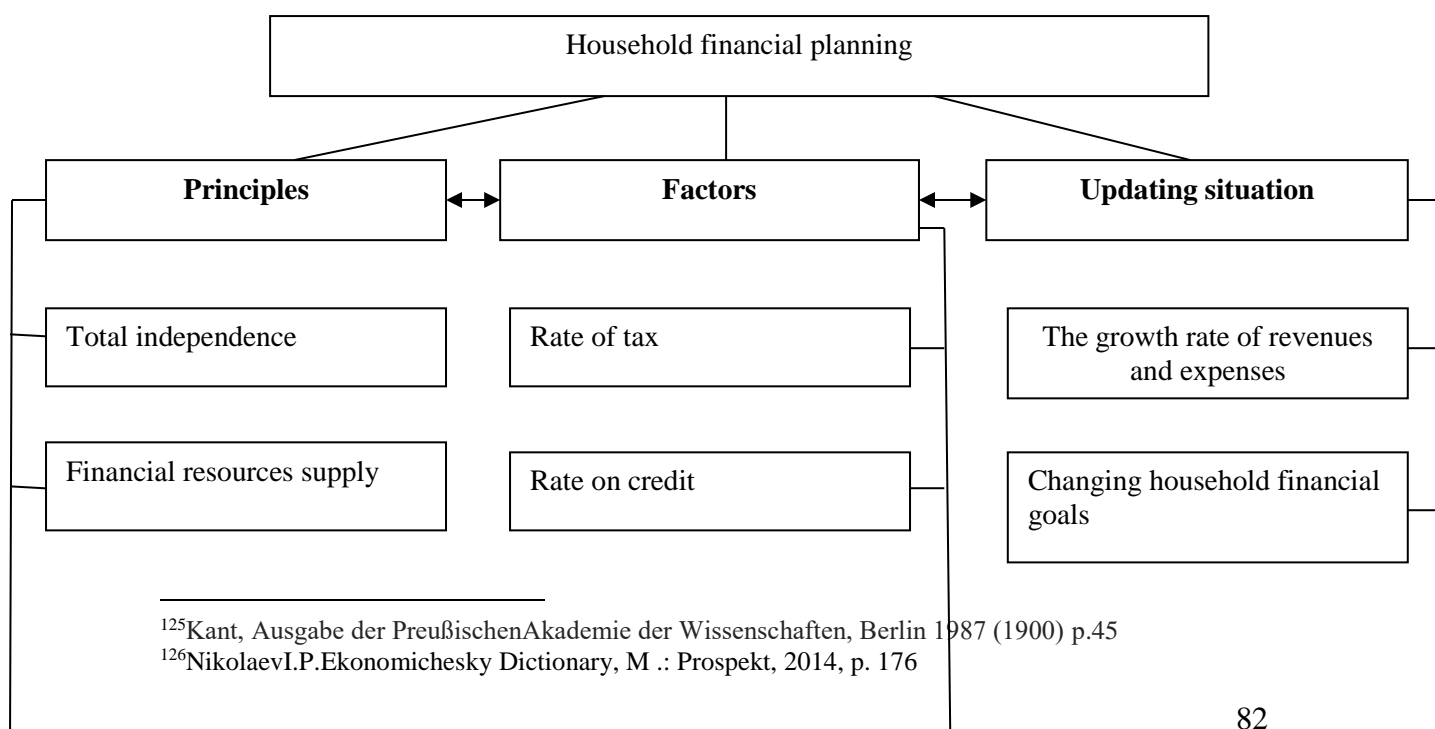 Household financial planning
Principles
Factors
Updating situation
Total independence
Rate of tax
The growth rate of revenues
and expenses
Financial resources supply
Rate on credit
Changing household financial
goals
125Kant, Ausgabe der PreußischenAkademie der Wissenschaften, Berlin 1987 (1900) p.45
126NikolaevI.P.Ekonomichesky Dictionary, M .: Prospekt, 2014, p. 176
82